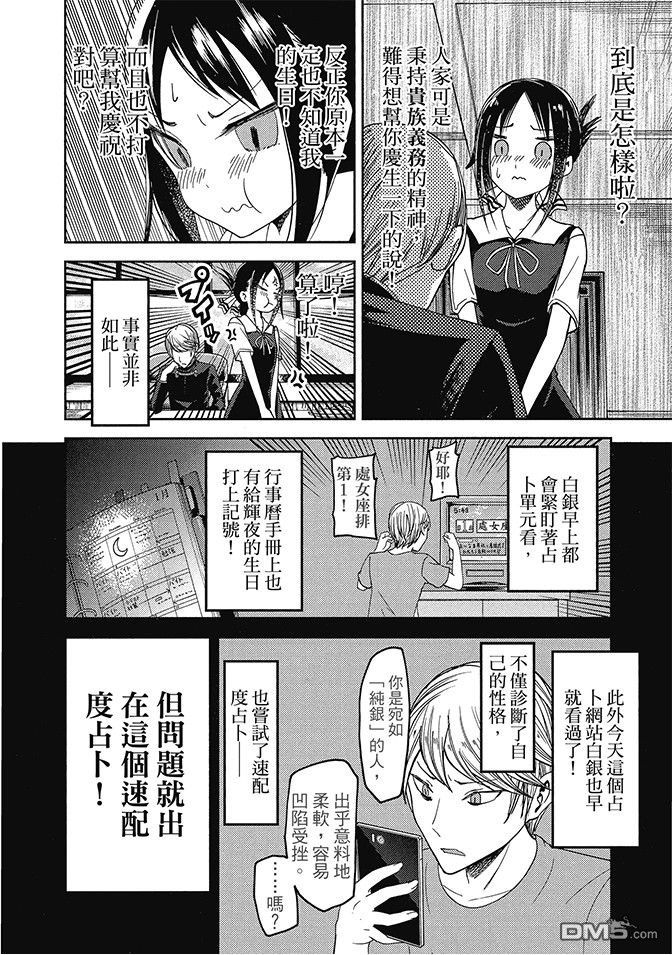 到底是怎樣啦？
人家可是
秉持貴族義務的精神，
難得想幫你慶生一下的說！
反正你原本一
定也不知道我
的生日！
而且也不打
算幫我慶祝
對吧？
哼！
算了啦！
プイッ
事實並非
如此——
白銀早上都
會緊盯著占
卜單元看，
5:49
處女座
好耶！
處女座排
第1！
行事曆手冊上也
有給輝夜的生日
打上記號！
1月
此外今天這個占
卜網站白銀也早
就看過了！
不僅診斷了自
己的性格，
你是宛如
「純銀」的人，
出乎意料地
柔軟，容易
凹陷受挫。
……嗎？
也嘗試了速配
度占卜——
但問題就出
在這個速配
度占卜！
DM5.com